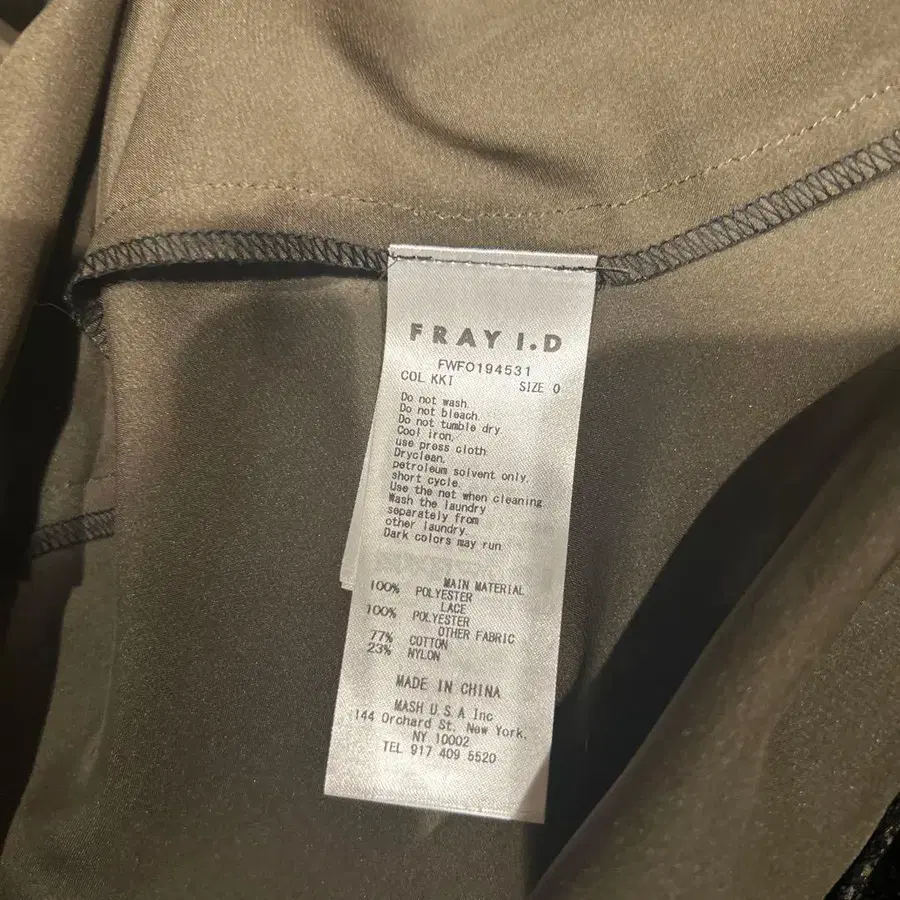 FRAY I.D
FWFO194531
COL KKI SIZE 0
Do not wash.
Do not bleach.
Do not tumble dry.
Cool iron,
use press cloth.
Dryclean,
petroleum solvent only,
short cycle.
Use the net when cleaning.
Wash the laundry
separately from
other laundry.
Dark colors may run.
MAIN MATERIAL
100% POLYESTER
LACE
100% POLYESTER
OTHER FABRIC
77% COTTON
23% NYLON
MADE IN CHINA
MASH U.S.A Inc
144 Orchard St. New York.
NY 10002
TEL 917 409 5520